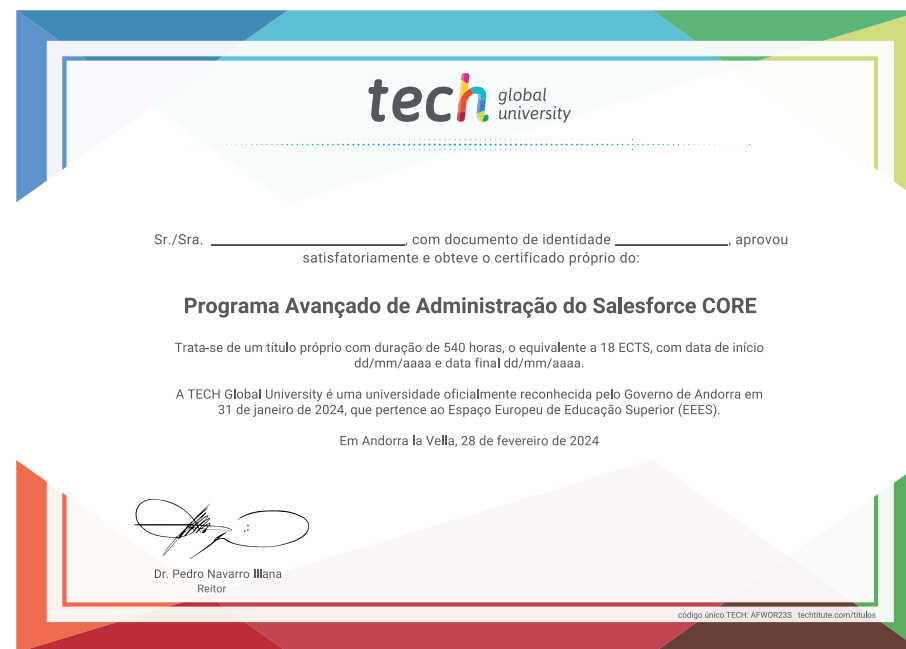 tech global university
Sr./Sra. ____________________, com documento de identidade ____________, aprovou
satisfatoriamente e obteve o certificado próprio do:
Programa Avançado de Administração do Salesforce CORE
Trata-se de um título próprio com duração de 540 horas, o equivalente a 18 ECTS, com data de início
dd/mm/aaaa e data final dd/mm/aaaa.
A TECH Global University é uma universidade oficialmente reconhecida pelo Governo de Andorra em
31 de janeiro de 2024, que pertence ao Espaço Europeu de Educação Superior (EEES).
Em Andorra la Vella, 28 de fevereiro de 2024
Dr. Pedro Navarro Illana
Reitor
código único TECH: AFWOR23S techtitute.com/titulos